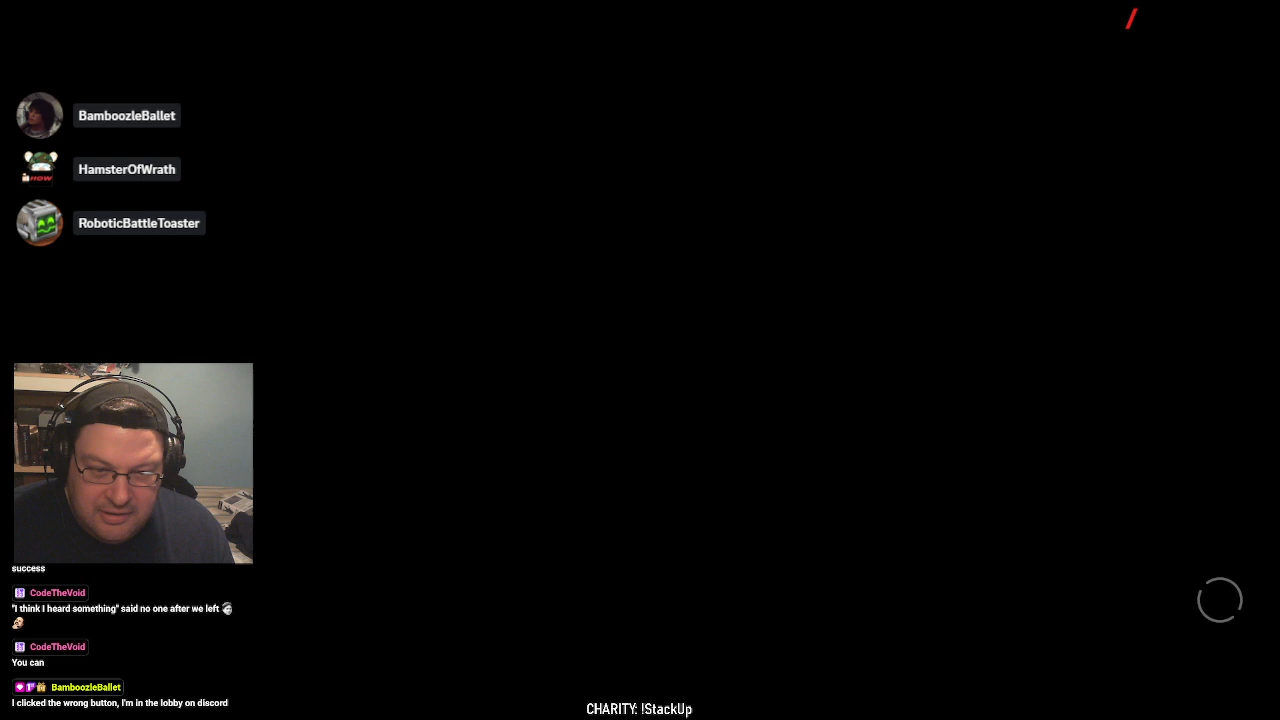 BamboozleBallet
HamsterOfWrath
RoboticBattleToaster
success
CodeTheVoid
"I think I heard something" said no one after we left
CodeTheVoid
You can
BamboozleBallet
I clicked the wrong button, I'm in the lobby on discord
CHARITY: !StackUp